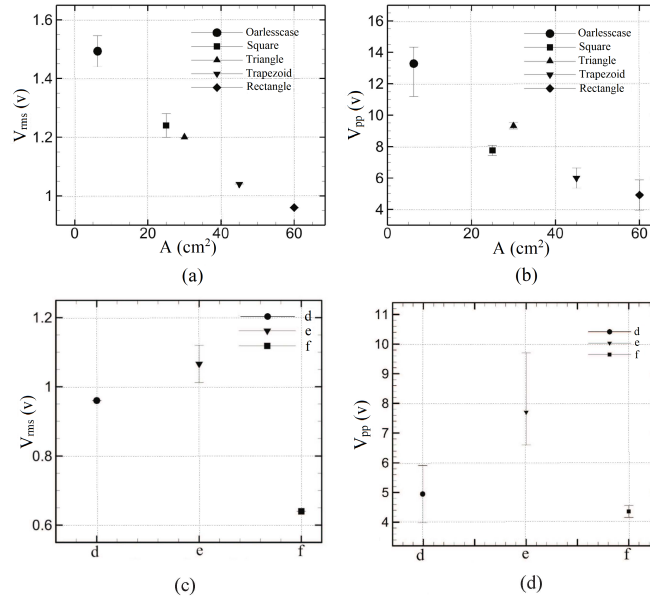 1.6
1.4
1.2
1
V_rms (v)
0 20 40 60
A (cm²)
Oarlesscase
Square
Triangle
Trapezoid
Rectangle
(a)
16
14
12
10
8
6
4
V_pp (v)
0 20 40 60
A (cm²)
Oarlesscase
Square
Triangle
Trapezoid
Rectangle
(b)
1.2
1
0.8
0.6
V_rms (v)
d e f
d
e
f
(c)
11
10
9
8
7
6
5
4
V_pp (v)
d e f
d
e
f
(d)